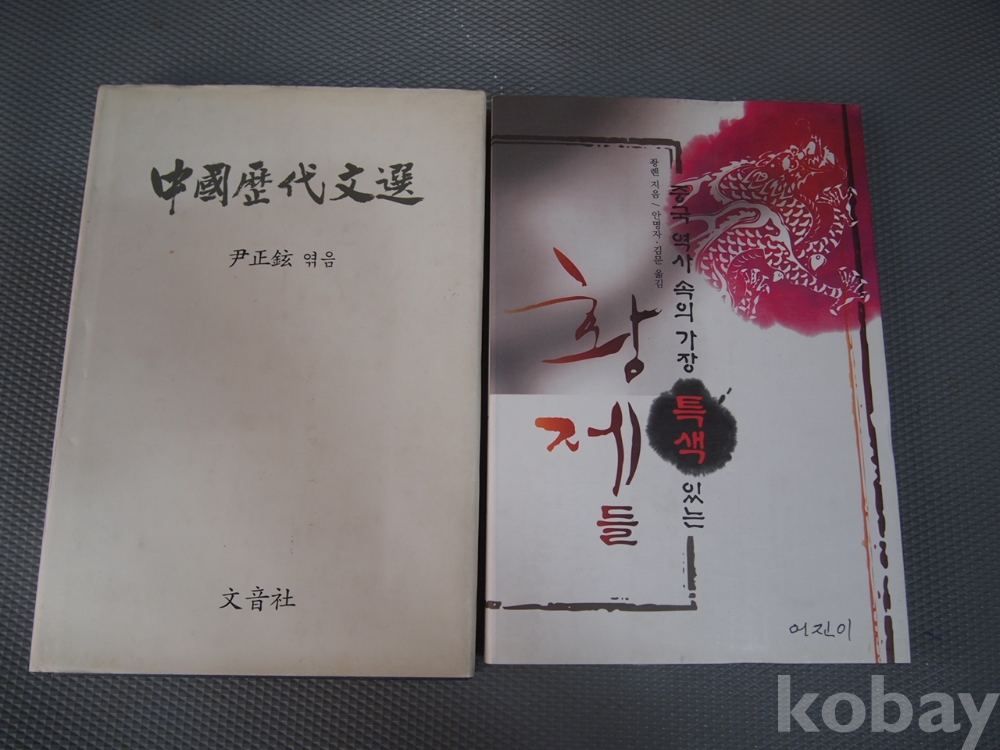 中國歷代文選
尹正鉉 엮음
文音社
쾅롄 지음 / 안명자·김문 옮김
중국 역사 속의 가장 특색 있는
황제들
어진이
kobay